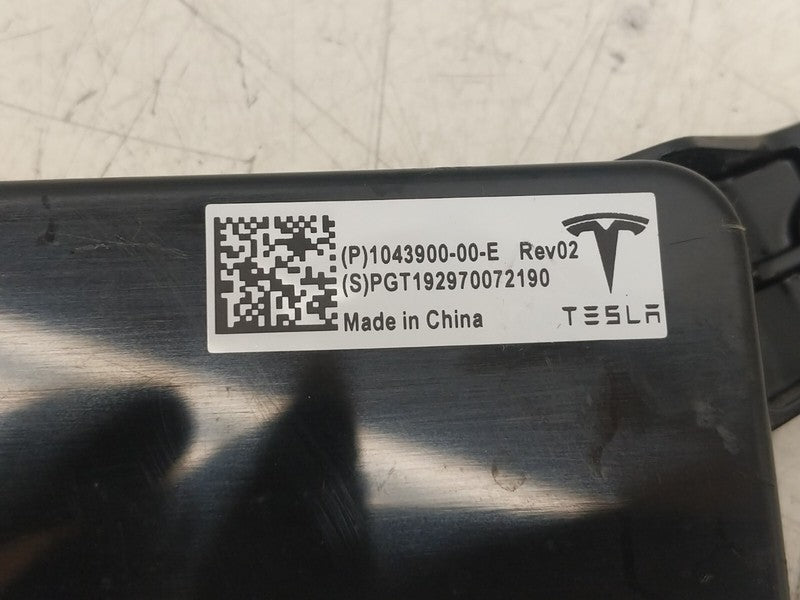 (P)1043900-00-E Rev02
(S)PGT192970072190
Made in China
TESLA